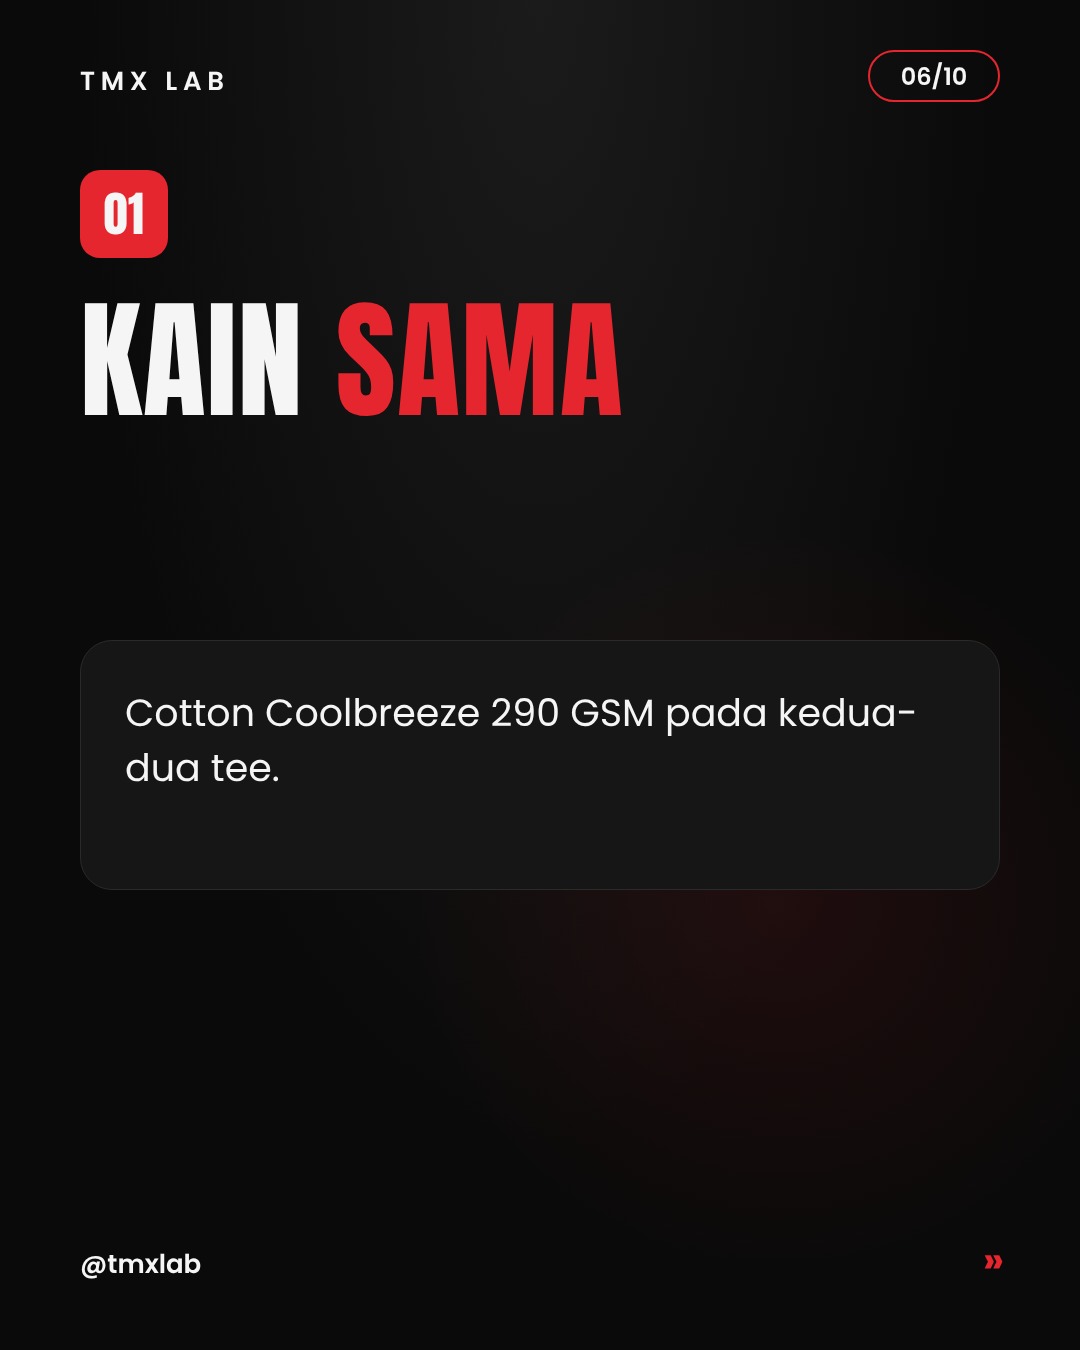 TMX LAB
06/10
01
KAIN SAMA
Cotton Coolbreeze 290 GSM pada kedua-
dua tee.
@tmxlab
»